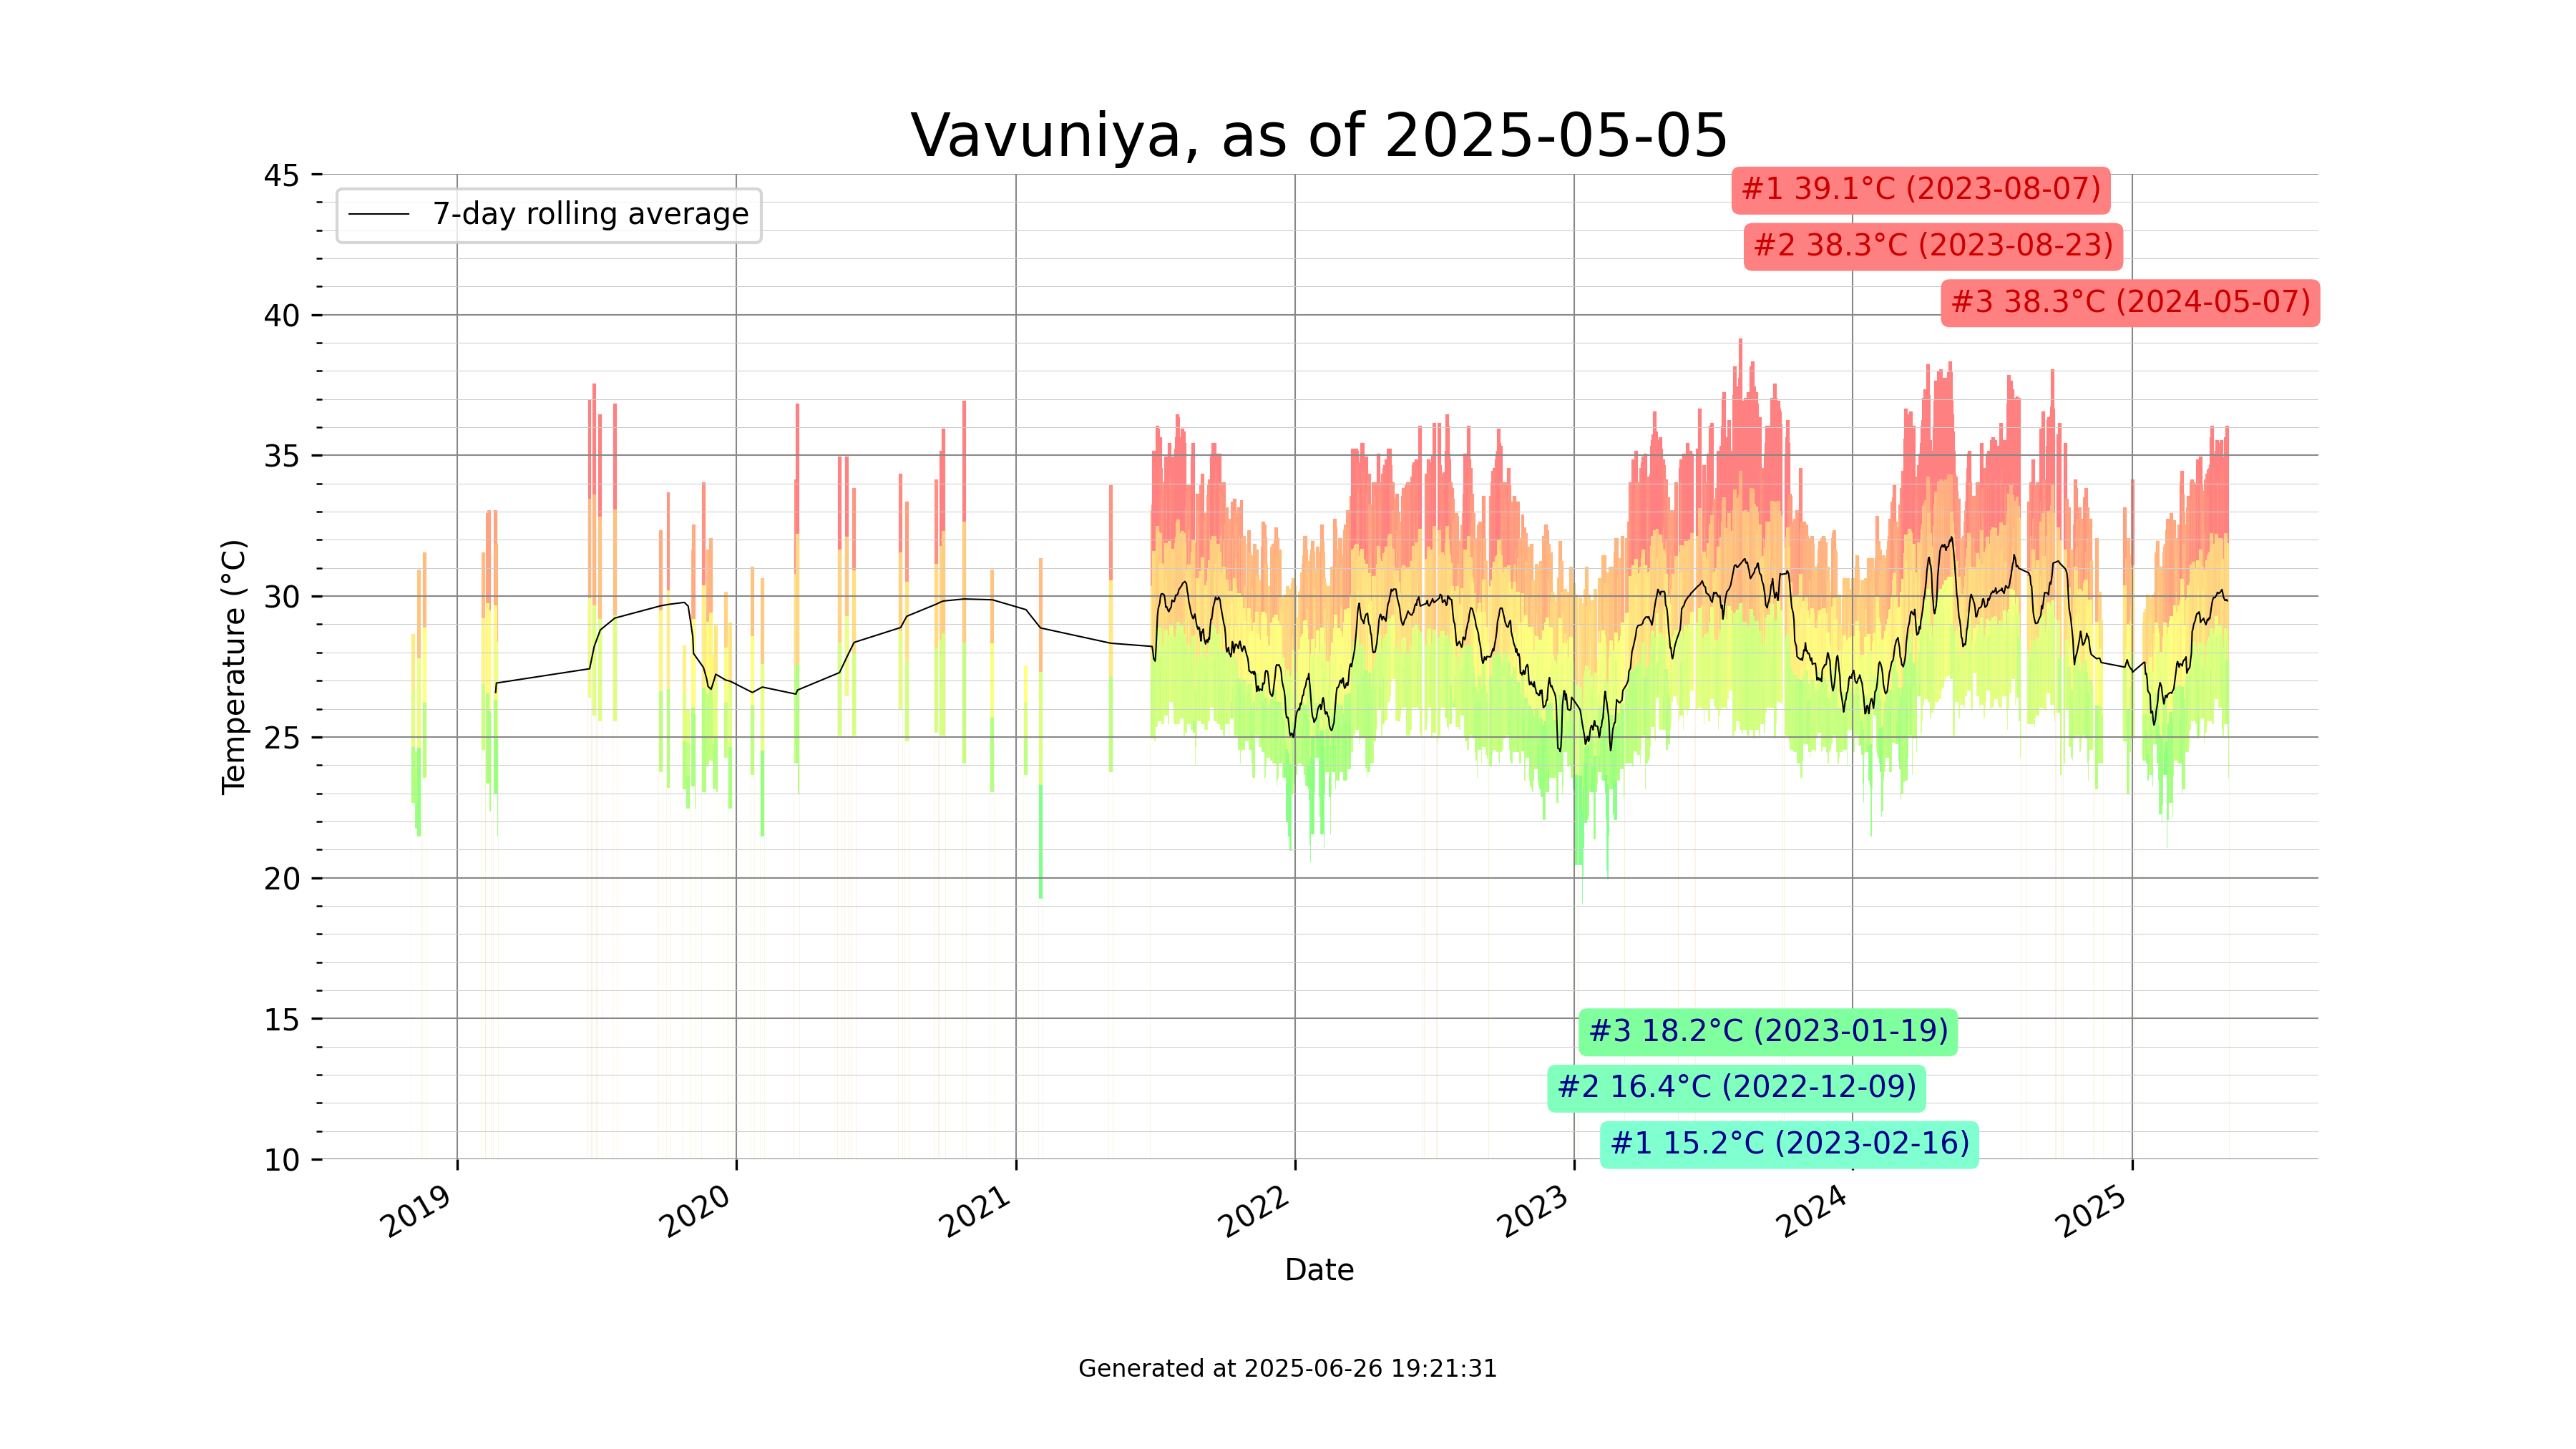 Vavuniya, as of 2025-05-05
7-day rolling average
#1 39.1°C (2023-08-07)
#2 38.3°C (2023-08-23)
#3 38.3°C (2024-05-07)
45
40
35
30
25
20
15
10
Temperature (°C)
#3 18.2°C (2023-01-19)
#2 16.4°C (2022-12-09)
#1 15.2°C (2023-02-16)
2019
2020
2021
2022
2023
2024
2025
Date
Generated at 2025-06-26 19:21:31